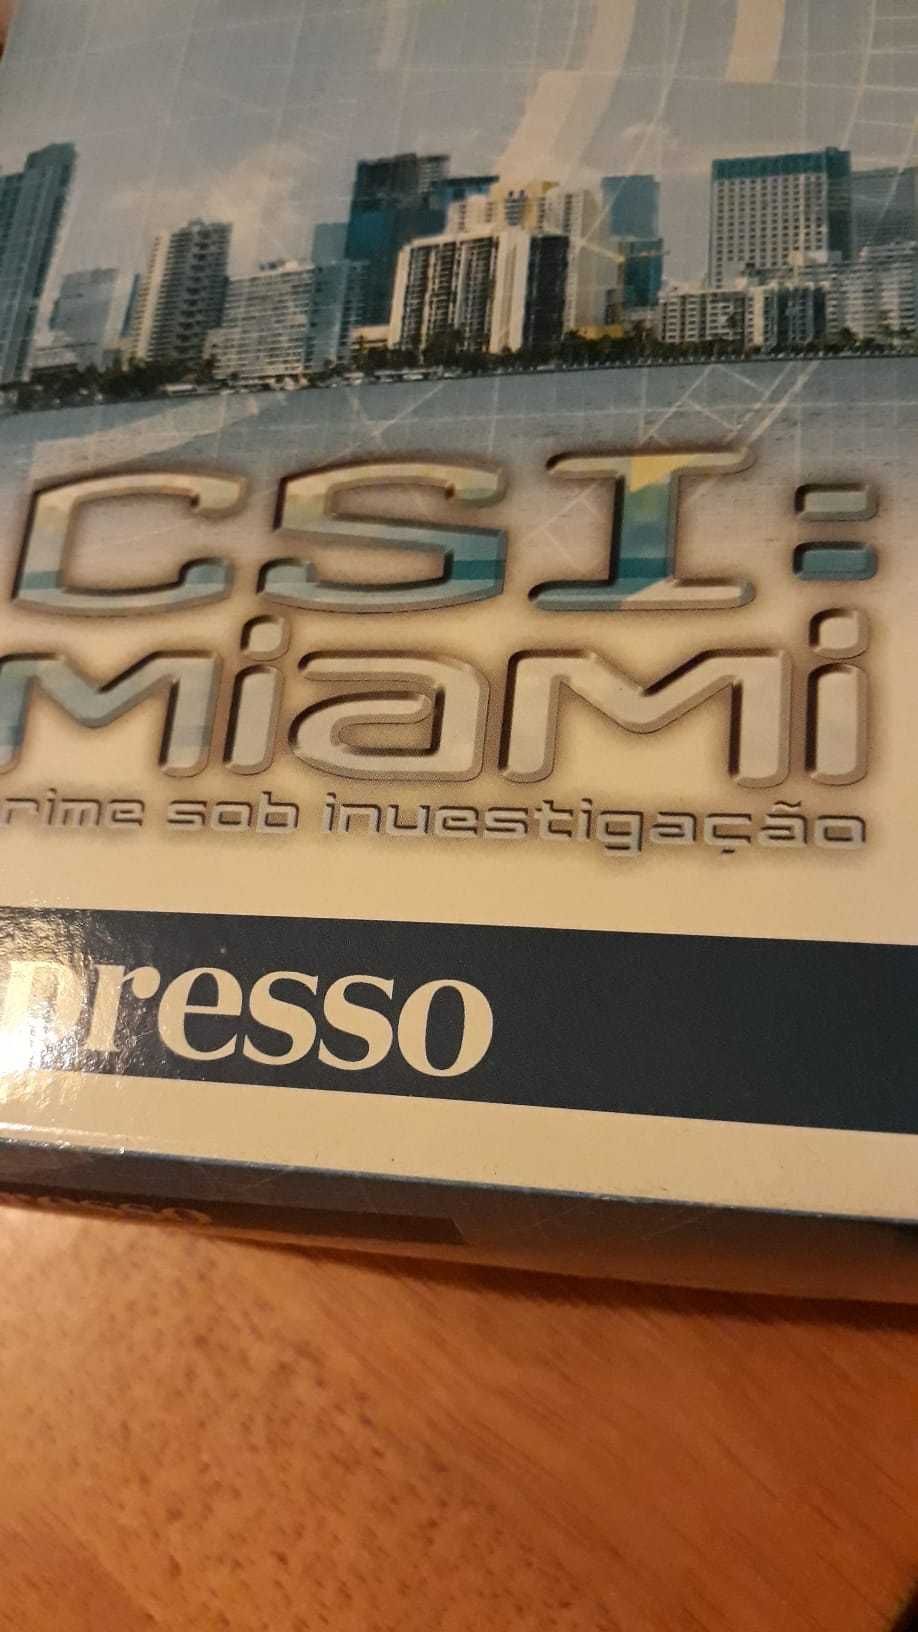 CSI:
Miami
rime sob investigação
presso